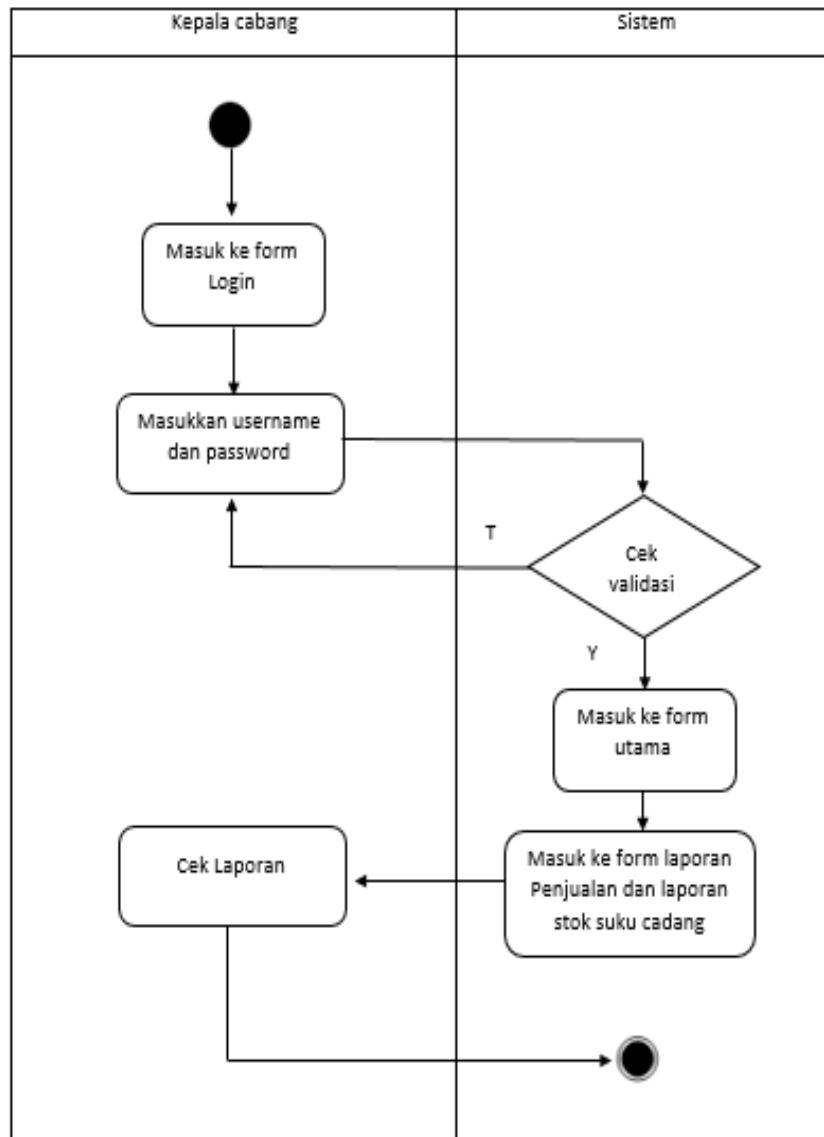 Kepala cabang
Sistem
Masuk ke form
Login
Masukkan username
dan password
T
Cek
validasi
Y
Masuk ke form
utama
Masuk ke form laporan
Penjualan dan laporan
stok suku cadang
Cek Laporan